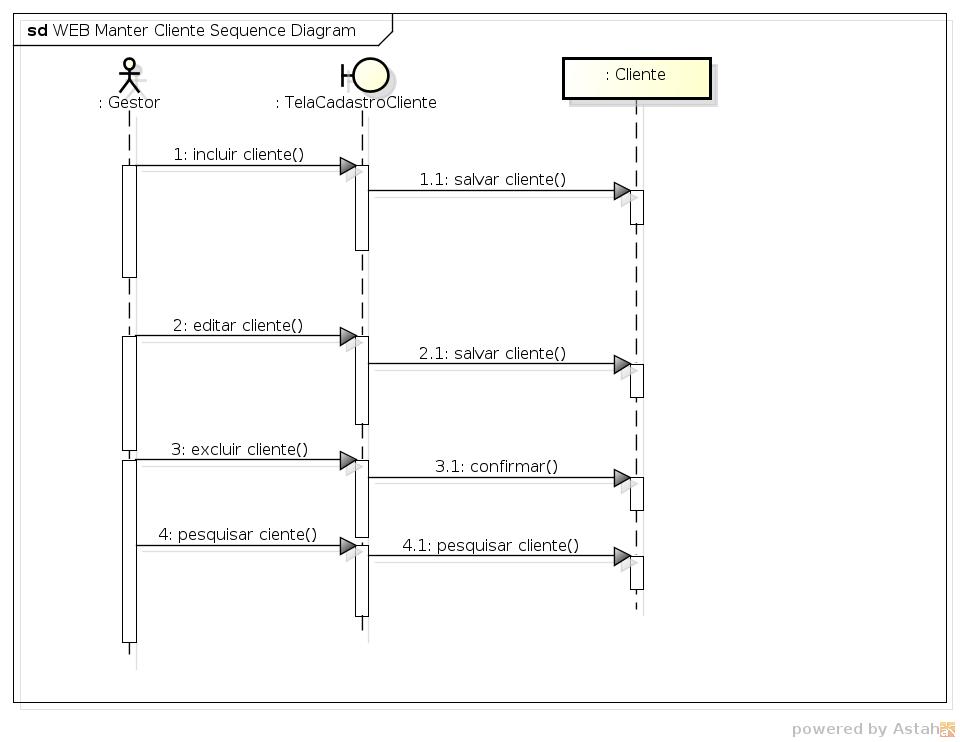 sd WEB Manter Cliente Sequence Diagram
: Gestor
: TelaCadastroCliente
: Cliente
1: incluir cliente()
1.1: salvar cliente()
2: editar cliente()
2.1: salvar cliente()
3: excluir cliente()
3.1: confirmar()
4: pesquisar ciente()
4.1: pesquisar cliente()
powered by Astah